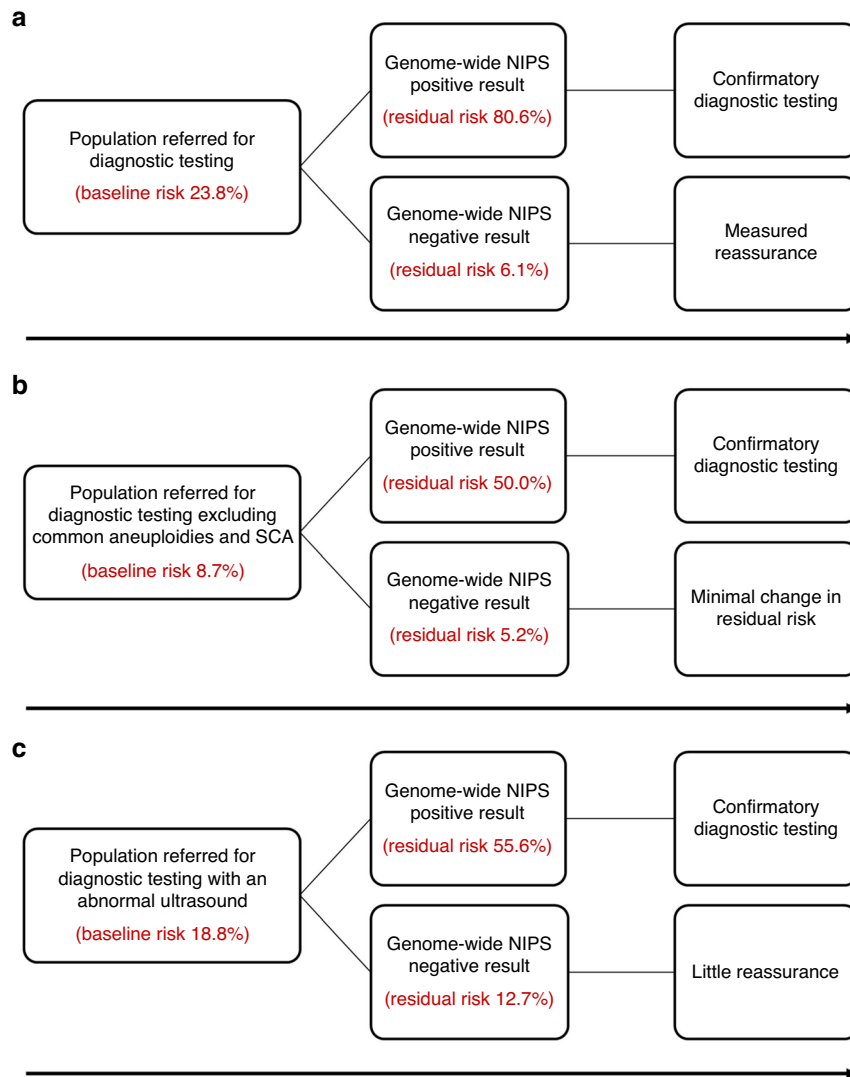 a
Population referred for
diagnostic testing
(baseline risk 23.8%)
Genome-wide NIPS
positive result
(residual risk 80.6%)
Confirmatory
diagnostic testing
Genome-wide NIPS
negative result
(residual risk 6.1%)
Measured
reassurance
b
Population referred for
diagnostic testing excluding
common aneuploidies and SCA
(baseline risk 8.7%)
Genome-wide NIPS
positive result
(residual risk 50.0%)
Confirmatory
diagnostic testing
Genome-wide NIPS
negative result
(residual risk 5.2%)
Minimal change in
residual risk
c
Population referred for
diagnostic testing with an
abnormal ultrasound
(baseline risk 18.8%)
Genome-wide NIPS
positive result
(residual risk 55.6%)
Confirmatory
diagnostic testing
Genome-wide NIPS
negative result
(residual risk 12.7%)
Little reassurance